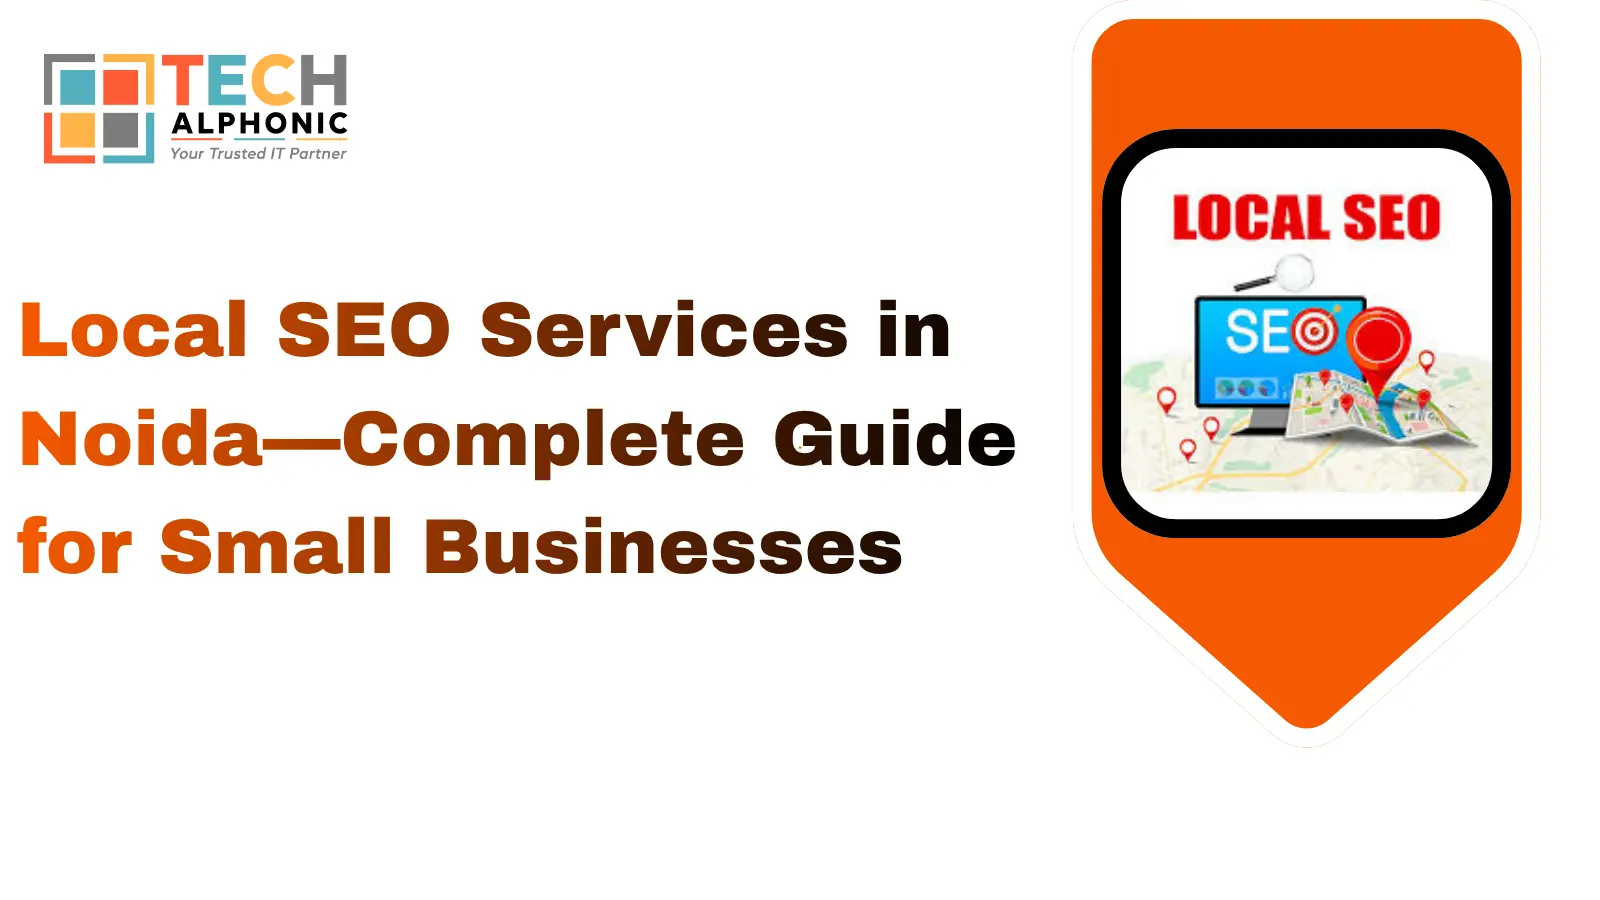 TECH
ALPHONIC
Your Trusted IT Partner
Local SEO Services in
Noida—Complete Guide
for Small Businesses
LOCAL SEO
SEO